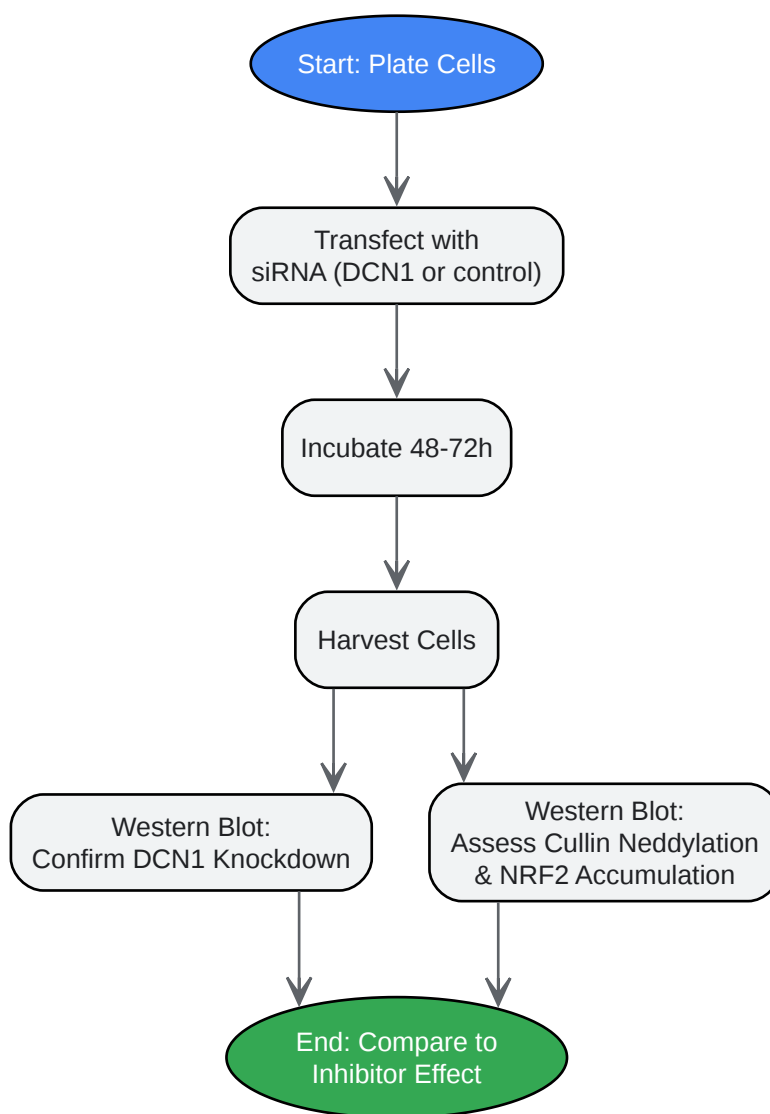 Start: Plate Cells
Transfect with
siRNA (DCN1 or control)
Incubate 48-72h
Harvest Cells
Western Blot:
Confirm DCN1 Knockdown
Western Blot:
Assess Cullin Neddylation
& NRF2 Accumulation
End: Compare to
Inhibitor Effect